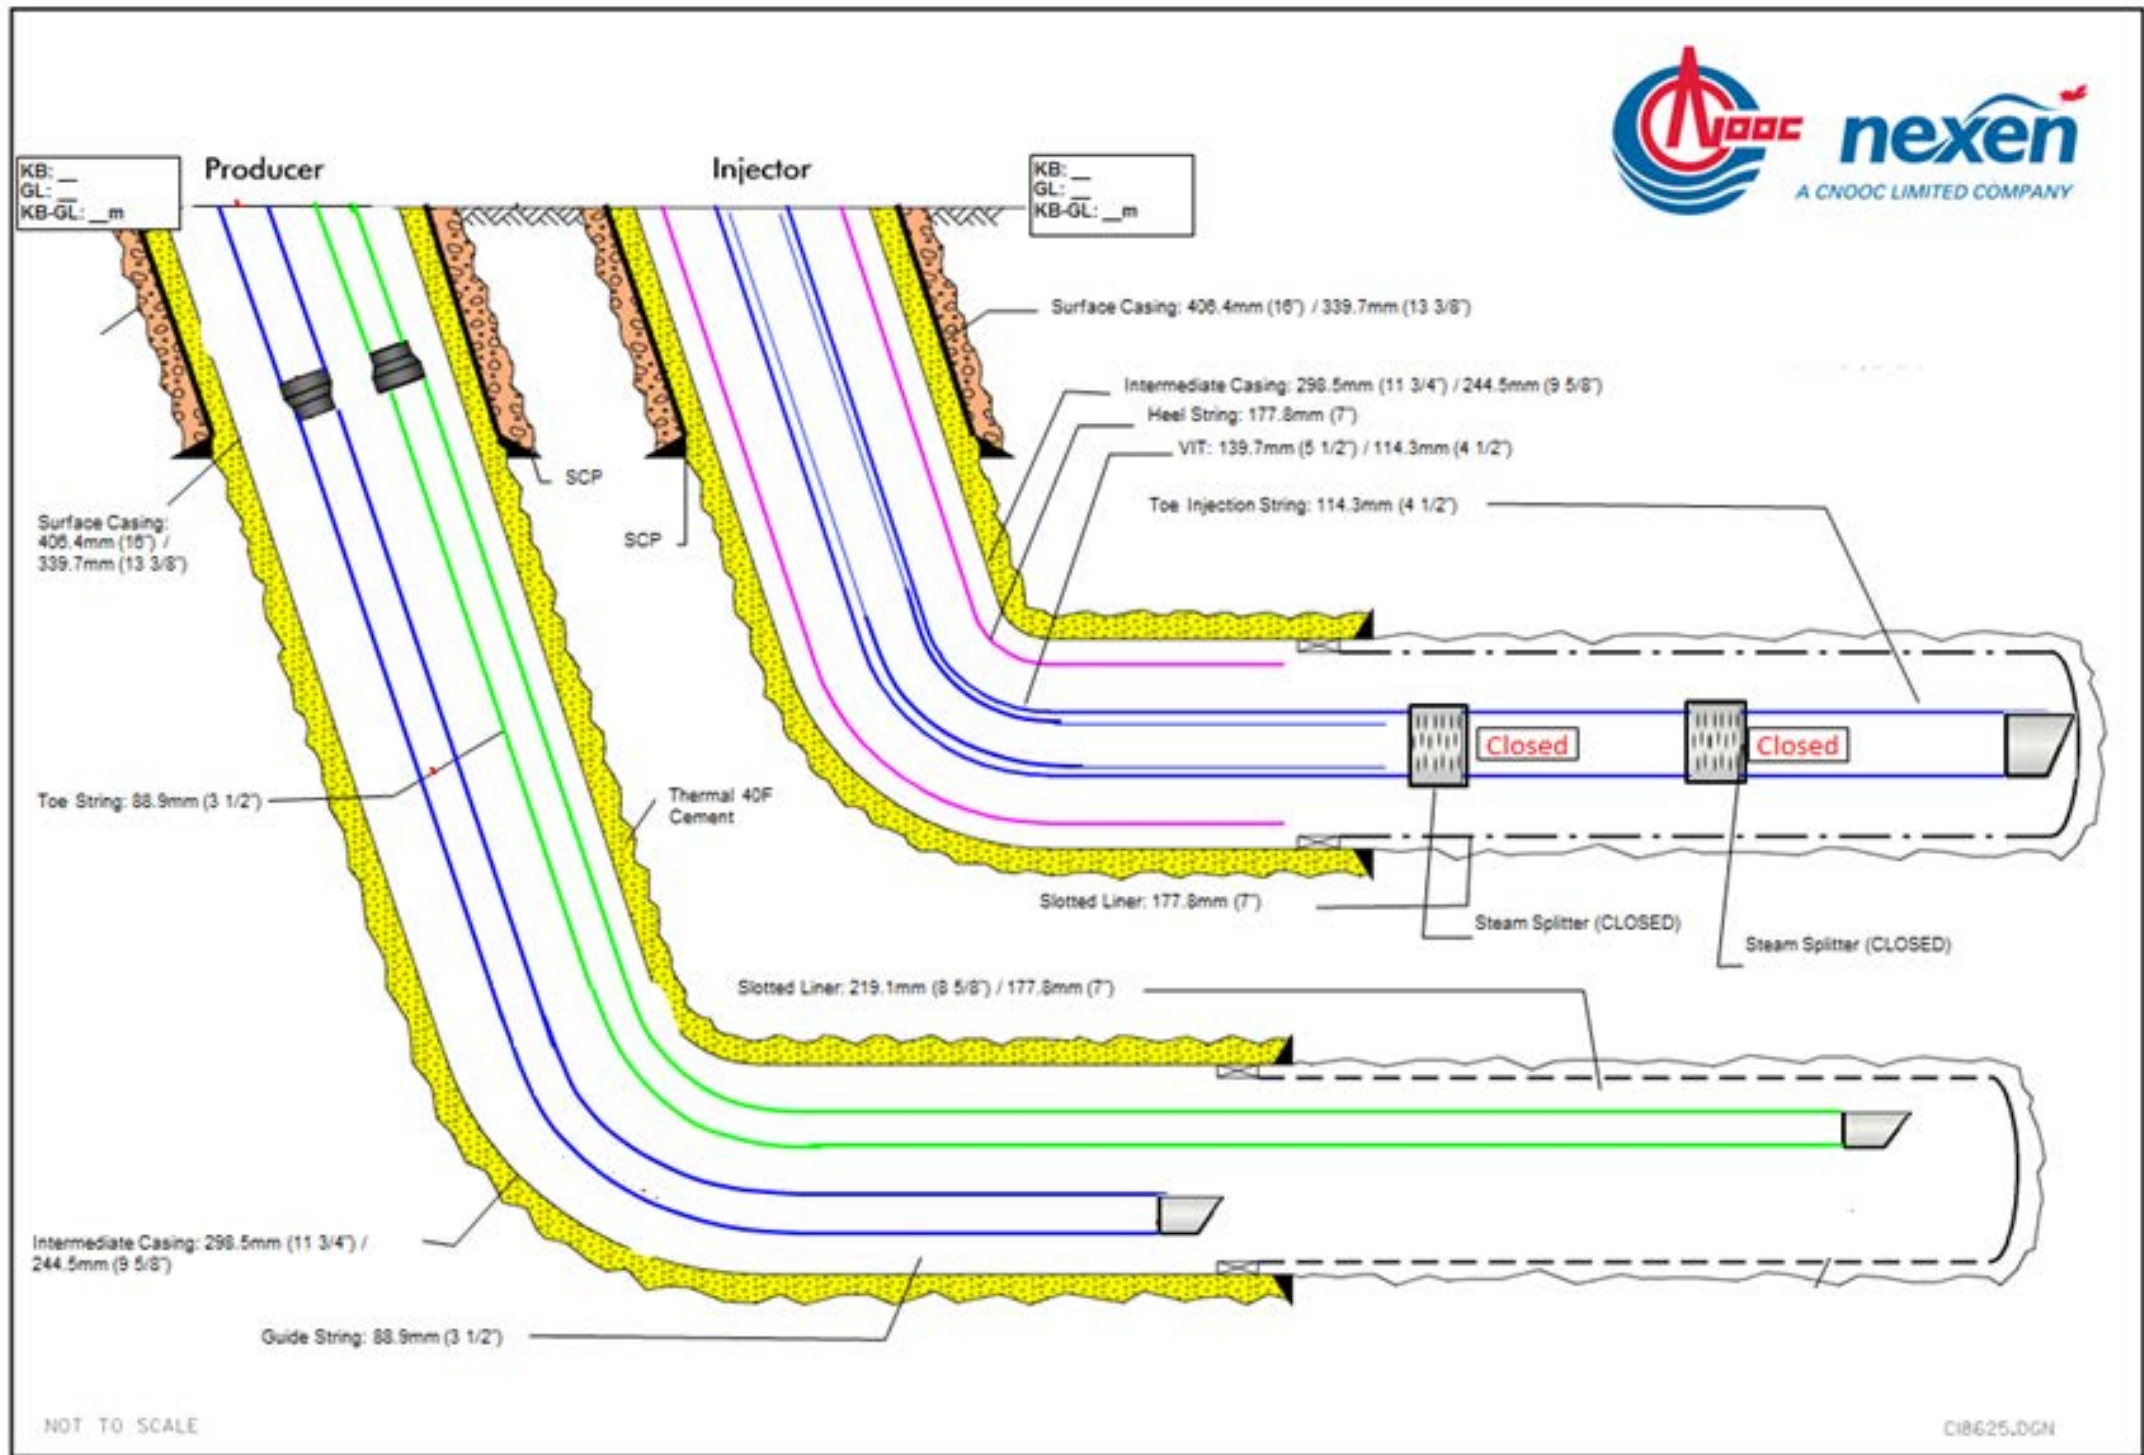 CNOOC
nexen
A CNOOC LIMITED COMPANY
KB: __
GL: __
KB-GL: __m
Producer
Injector
KB: __
GL: __
KB-GL: __m
Surface Casing: 406.4mm (16") / 339.7mm (13 3/8")
Intermediate Casing: 298.5mm (11 3/4") / 244.5mm (9 5/8")
Heel String: 177.8mm (7")
VIT: 139.7mm (5 1/2") / 114.3mm (4 1/2")
Toe Injection String: 114.3mm (4 1/2")
SCP
SCP
Surface Casing:
406.4mm (16") /
339.7mm (13 3/8")
Closed
Closed
Toe String: 88.9mm (3 1/2")
Thermal 40F
Cement
Slotted Liner: 177.8mm (7")
Steam Splitter (CLOSED)
Steam Splitter (CLOSED)
Slotted Liner: 219.1mm (8 5/8") / 177.8mm (7")
Intermediate Casing: 298.5mm (11 3/4") /
244.5mm (9 5/8")
Guide String: 88.9mm (3 1/2")
NOT TO SCALE
CI8625.DGN